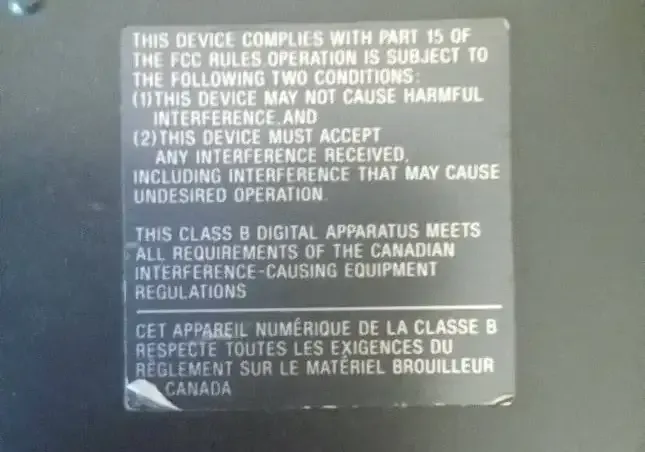 THIS DEVICE COMPLIES WITH PART 15 OF
THE FCC RULES.OPERATION IS SUBJECT TO
THE FOLLOWING TWO CONDITIONS:
(1)THIS DEVICE MAY NOT CAUSE HARMFUL
INTERFERENCE.AND
(2)THIS DEVICE MUST ACCEPT
ANY INTERFERENCE RECEIVED,
INCLUDING INTERFERENCE THAT MAY CAUSE
UNDESIRED OPERATION.
THIS CLASS B DIGITAL APPARATUS MEETS
ALL REQUIREMENTS OF THE CANADIAN
INTERFERENCE-CAUSING EQUIPMENT
REGULATIONS
CET APPAREIL NUMÉRIQUE DE LA CLASSE B
RESPECTE TOUTES LES EXIGENCES DU
RÈGLEMENT SUR LE MATÉRIEL BROUILLEUR
CANADA